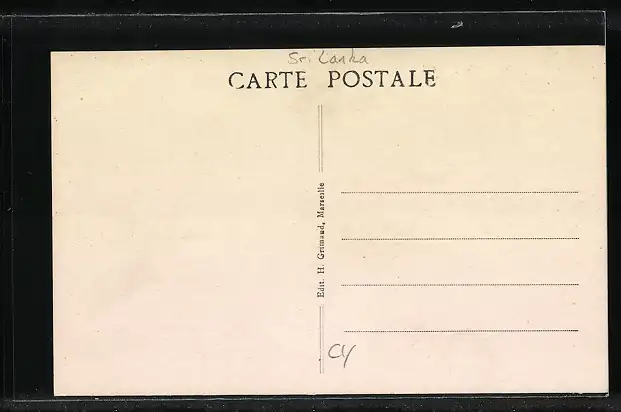 Sri Lanka
CARTE POSTALE
Edit. H. Grimaud, Marseille
CY